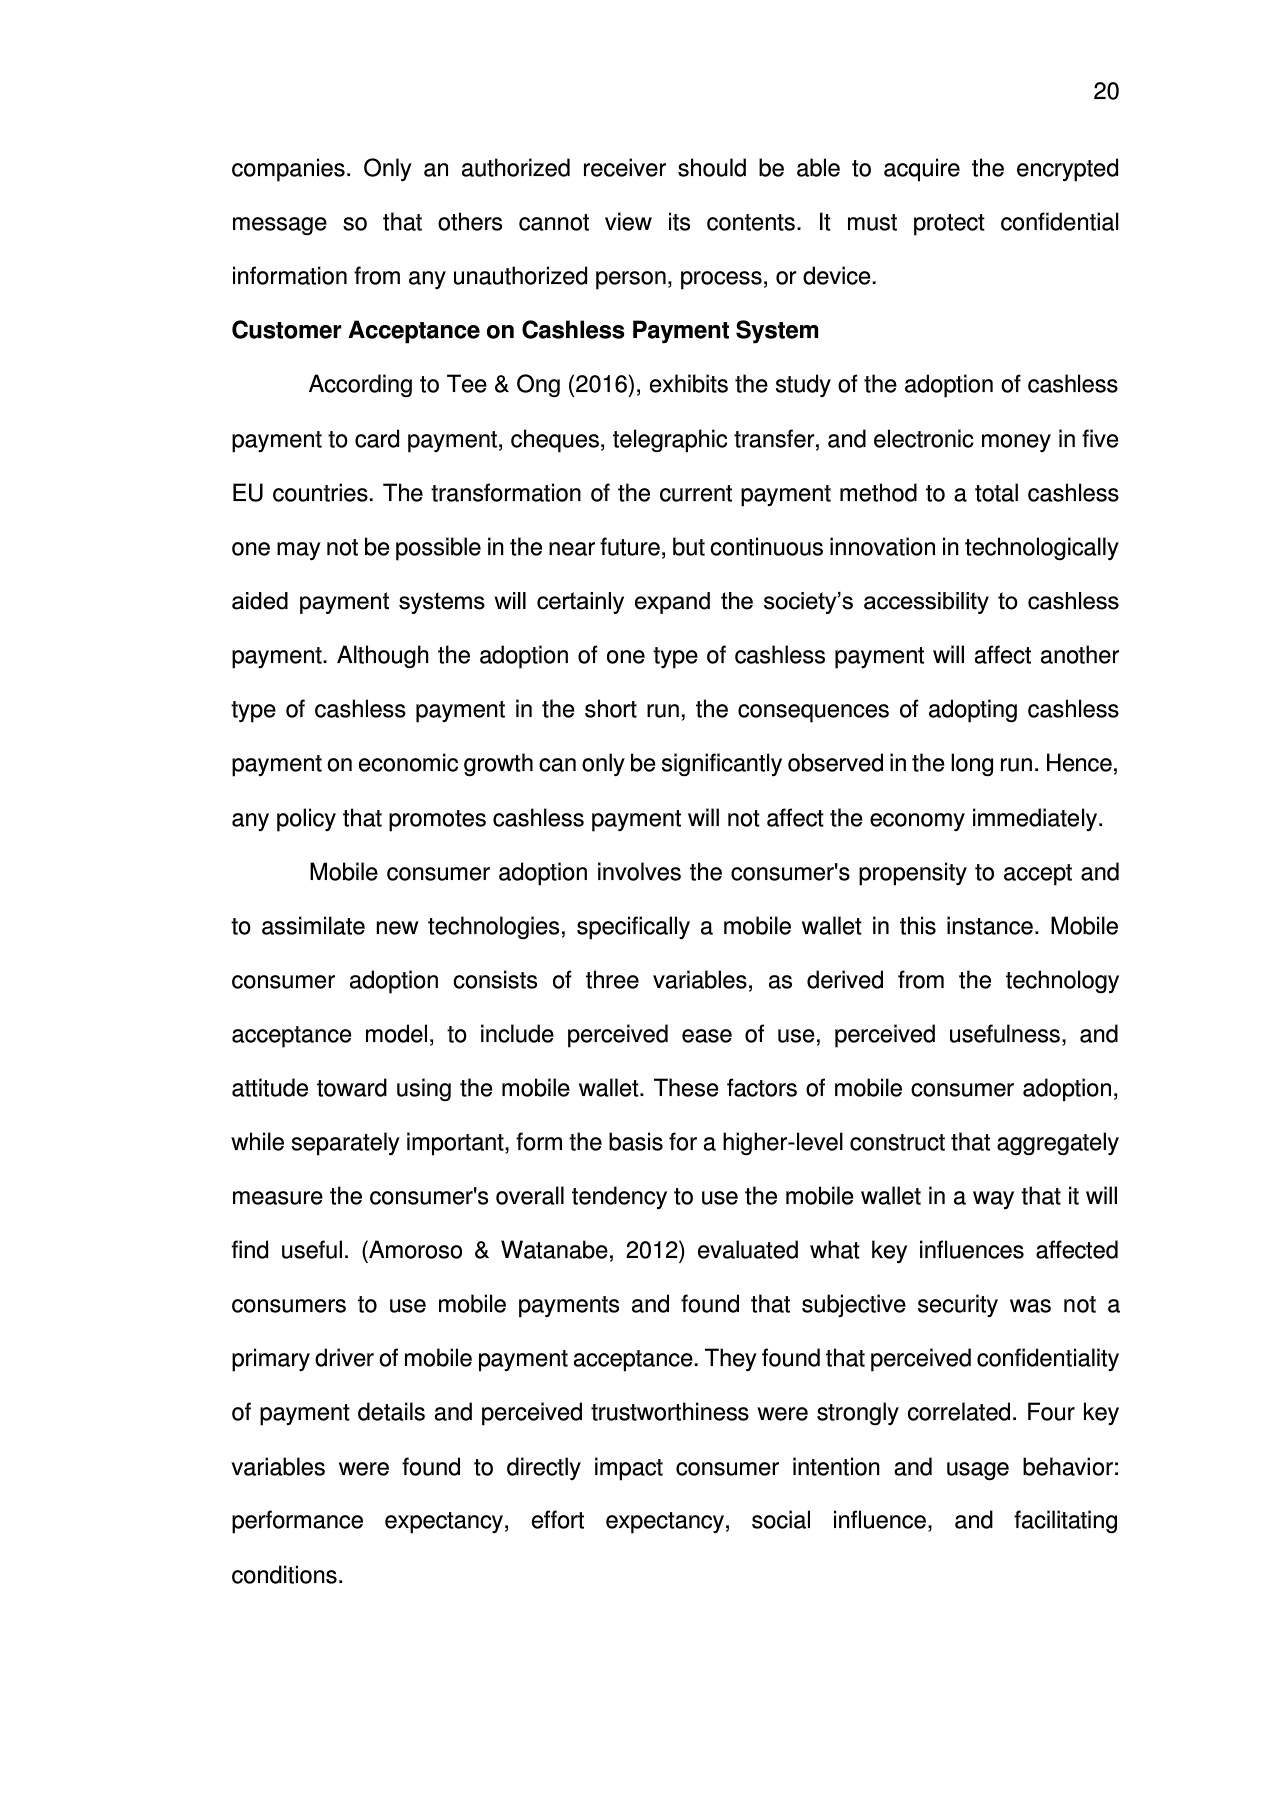 20
companies. Only an authorized receiver should be able to acquire the encrypted
message so that others cannot view its contents. It must protect confidential
information from any unauthorized person, process, or device.
Customer Acceptance on Cashless Payment System
According to Tee & Ong (2016), exhibits the study of the adoption of cashless
payment to card payment, cheques, telegraphic transfer, and electronic money in five
EU countries. The transformation of the current payment method to a total cashless
one may not be possible in the near future, but continuous innovation in technologically
aided payment systems will certainly expand the society’s accessibility to cashless
payment. Although the adoption of one type of cashless payment will affect another
type of cashless payment in the short run, the consequences of adopting cashless
payment on economic growth can only be significantly observed in the long run. Hence,
any policy that promotes cashless payment will not affect the economy immediately.
Mobile consumer adoption involves the consumer's propensity to accept and
to assimilate new technologies, specifically a mobile wallet in this instance. Mobile
consumer adoption consists of three variables, as derived from the technology
acceptance model, to include perceived ease of use, perceived usefulness, and
attitude toward using the mobile wallet. These factors of mobile consumer adoption,
while separately important, form the basis for a higher-level construct that aggregately
measure the consumer's overall tendency to use the mobile wallet in a way that it will
find useful. (Amoroso & Watanabe, 2012) evaluated what key influences affected
consumers to use mobile payments and found that subjective security was not a
primary driver of mobile payment acceptance. They found that perceived confidentiality
of payment details and perceived trustworthiness were strongly correlated. Four key
variables were found to directly impact consumer intention and usage behavior:
performance expectancy, effort expectancy, social influence, and facilitating
conditions.